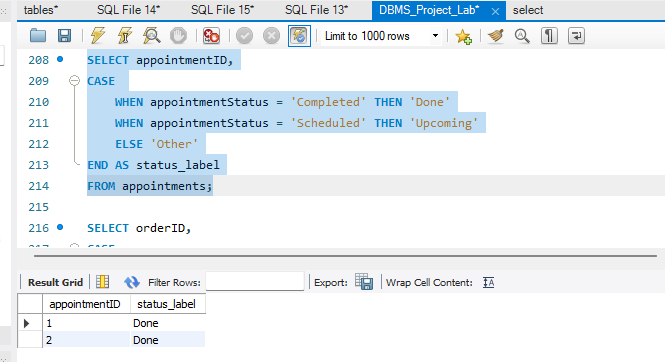 tables* SQL File 14* SQL File 15* SQL File 13* DBMS_Project_Lab* select
Limit to 1000 rows
208 SELECT appointmentID,
209 CASE
210 WHEN appointmentStatus = 'Completed' THEN 'Done'
211 WHEN appointmentStatus = 'Scheduled' THEN 'Upcoming'
212 ELSE 'Other'
213 END AS status_label
214 FROM appointments;
215
216 SELECT orderID,
217 CASE
Result Grid Filter Rows: Export: Wrap Cell Content:
appointmentID status_label
1 Done
2 Done